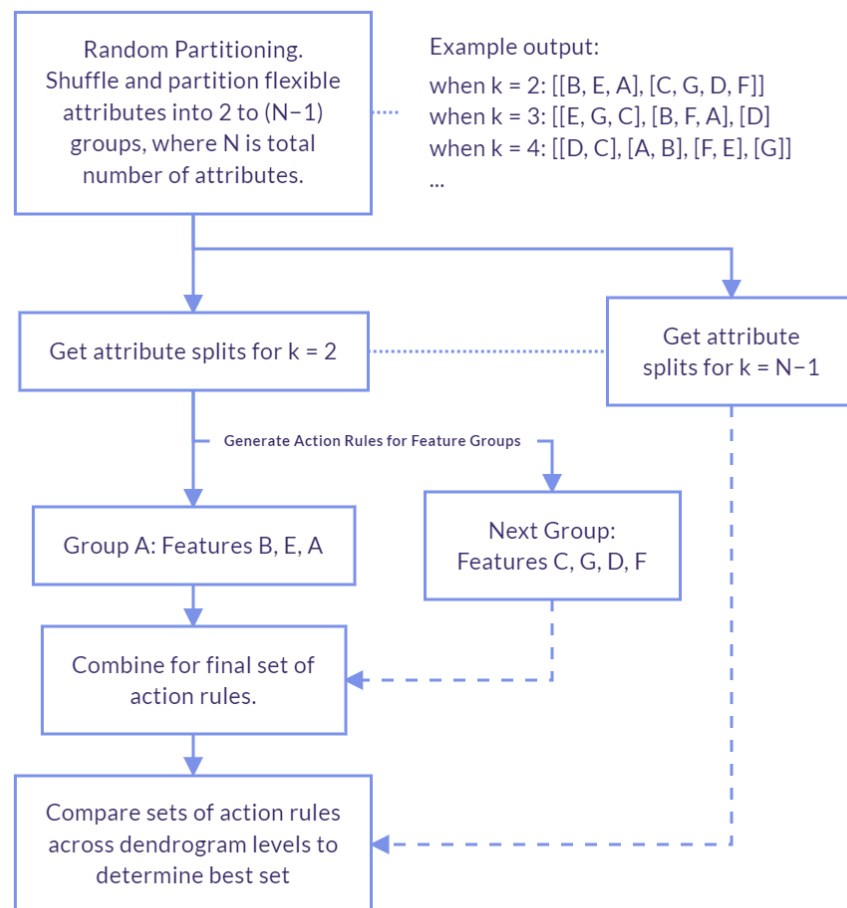 Random Partitioning.
Shuffle and partition flexible
attributes into 2 to (N−1)
groups, where N is total
number of attributes.
Example output:
when k = 2: [[B, E, A], [C, G, D, F]]
when k = 3: [[E, G, C], [B, F, A], [D]
when k = 4: [[D, C], [A, B], [F, E], [G]]
...
Get attribute splits for k = 2
Get attribute
splits for k = N−1
Generate Action Rules for Feature Groups
Group A: Features B, E, A
Next Group:
Features C, G, D, F
Combine for final set of
action rules.
Compare sets of action rules
across dendrogram levels to
determine best set